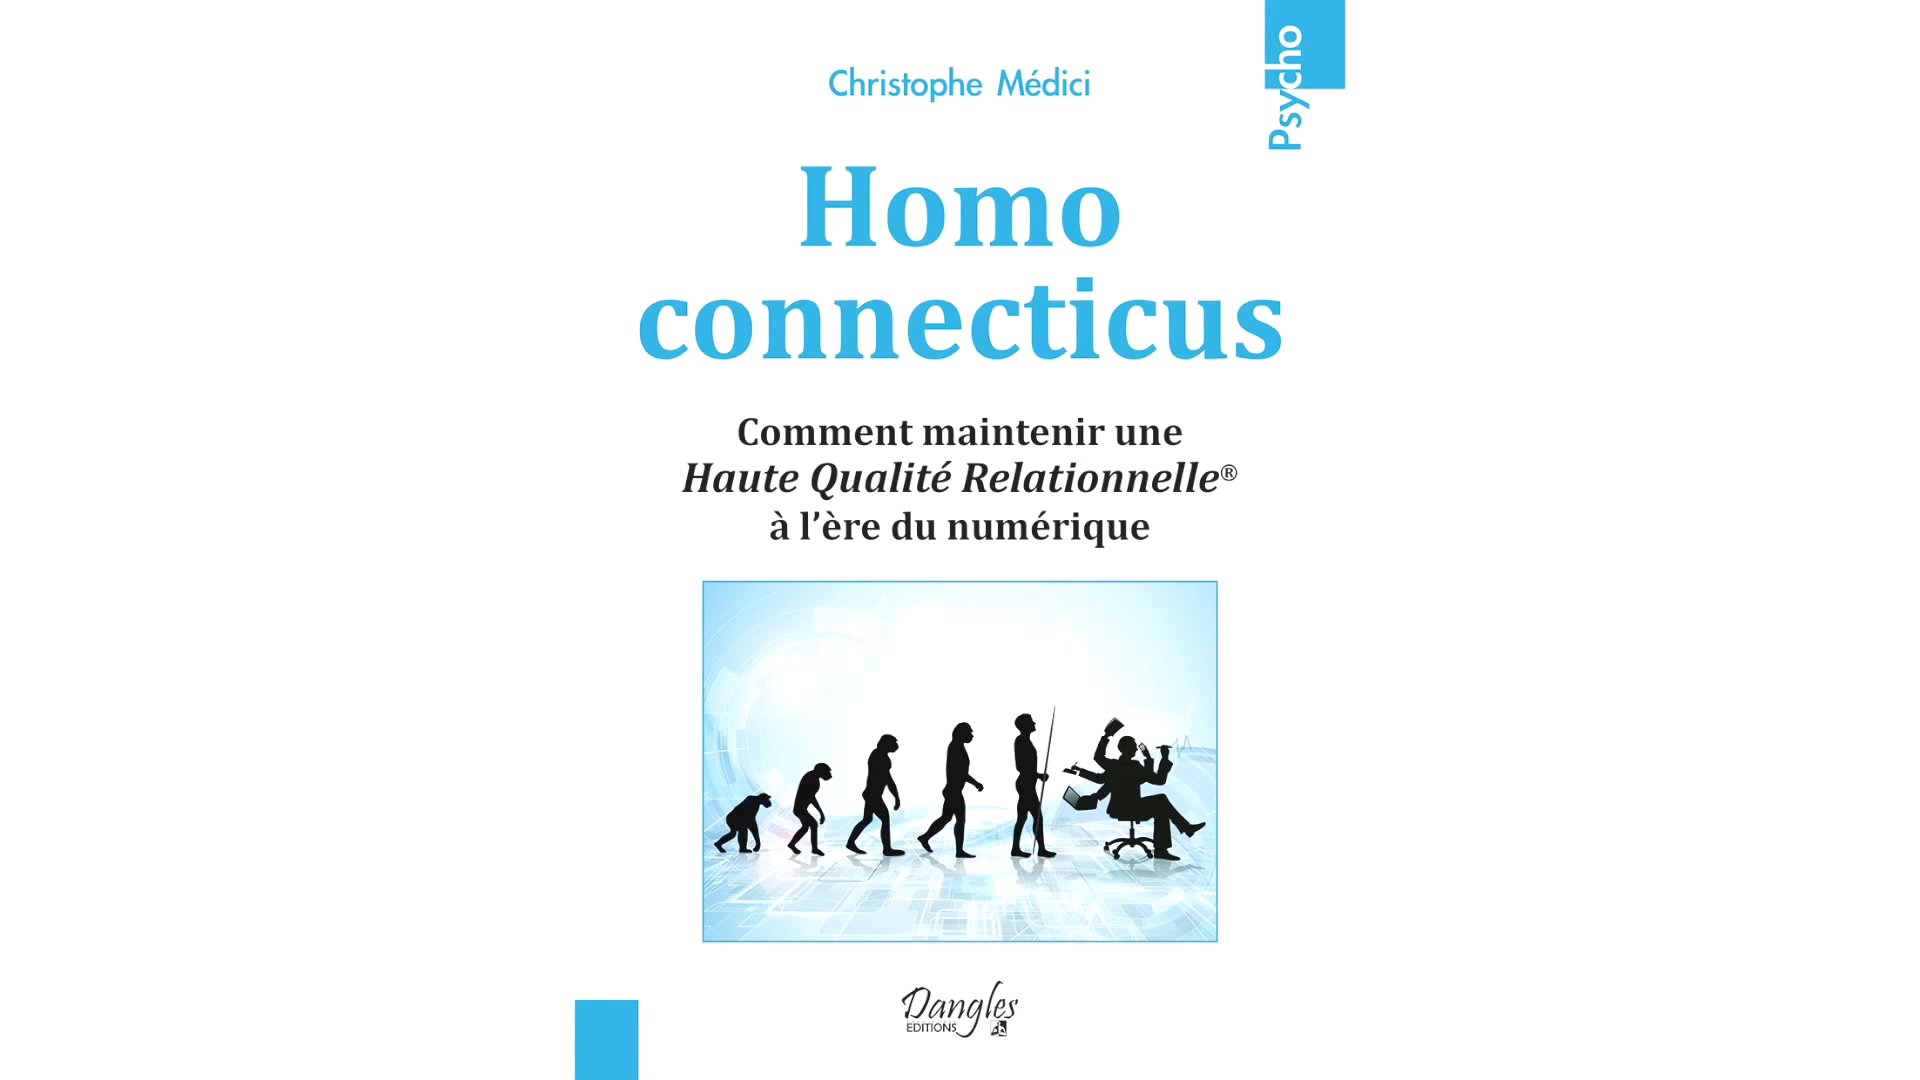 Psycho
Christophe Médici
Homo
connecticus
Comment maintenir une
Haute Qualité Relationnelle®
à l’ère du numérique
Dangles
EDITIONS